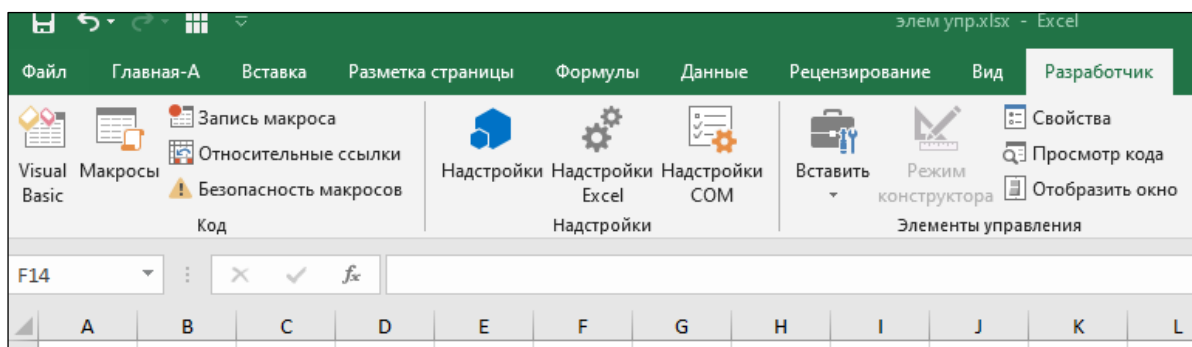 элем упр.xlsx - Excel
Файл Главная-А Вставка Разметка страницы Формулы Данные Рецензирование Вид Разработчик
Visual Basic
Макросы
Запись макроса
Относительные ссылки
Безопасность макросов
Код
Надстройки
Надстройки Excel
Надстройки COM
Надстройки
Вставить
Режим конструктора
Свойства
Просмотр кода
Отобразить окно
Элементы управления
F14 fx
A B C D E F G H I J K L